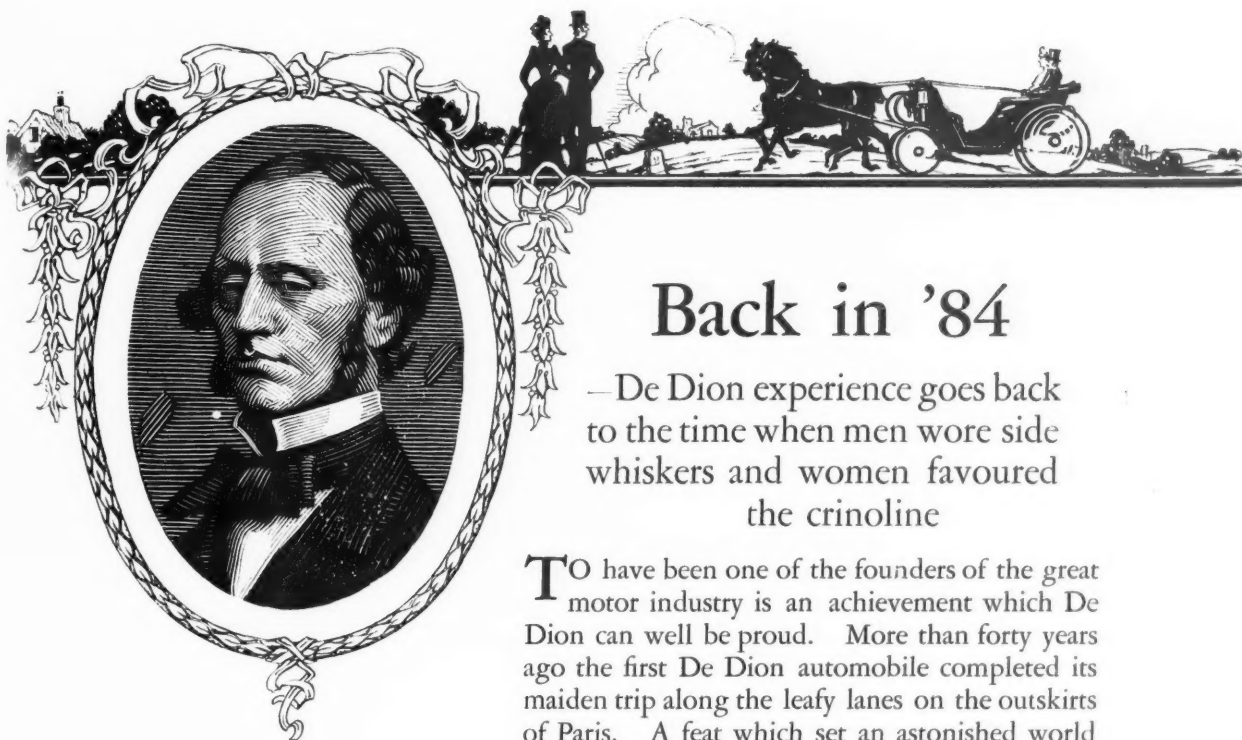 Back in ’84
—De Dion experience goes back
to the time when men wore side
whiskers and women favoured
the crinoline
TO have been one of the founders of the great
motor industry is an achievement which De
Dion can well be proud. More than forty years
ago the first De Dion automobile completed its
maiden trip along the leafy lanes on the outskirts
of Paris. A feat which set an astonished world